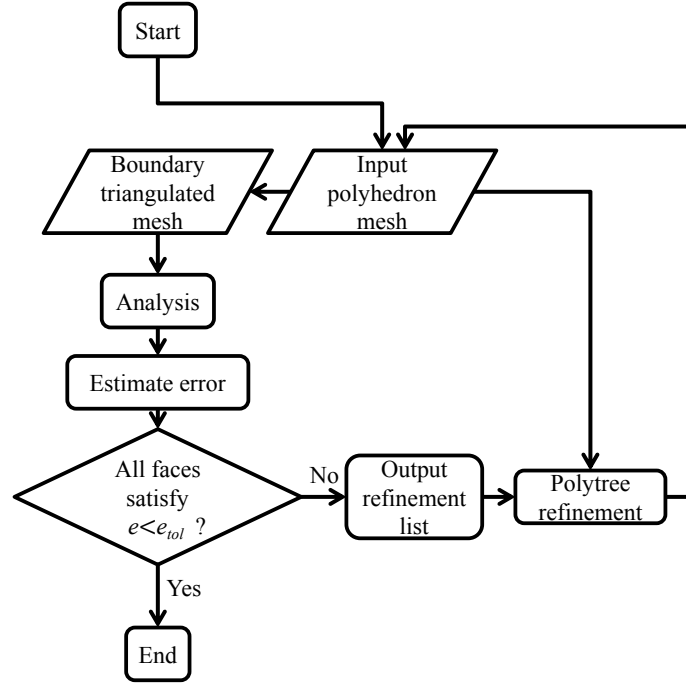 Start
Boundary
triangulated
mesh
Input
polyhedron
mesh
Analysis
Estimate error
All faces
satisfy
e<e_tol ?
No
Output
refinement
list
Polytree
refinement
Yes
End